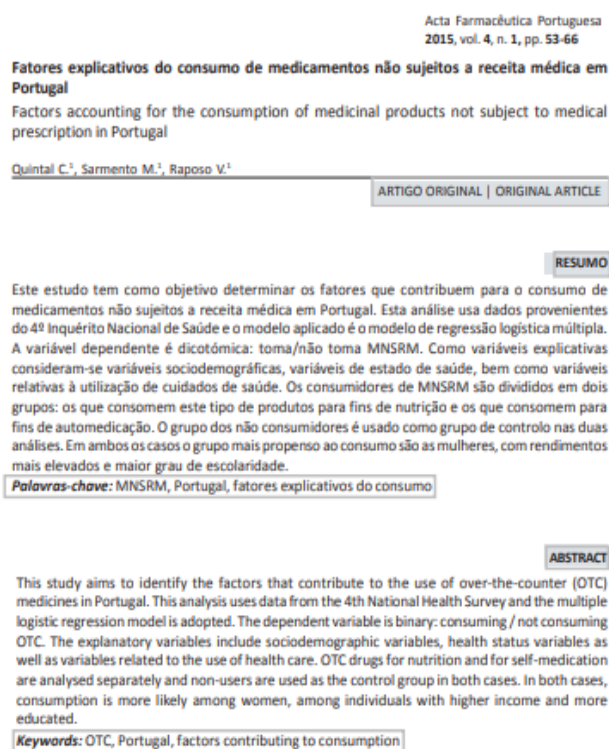 Acta Farmacêutica Portuguesa
2015, vol. 4, n. 1, pp. 53-66
Fatores explicativos do consumo de medicamentos não sujeitos a receita médica em
Portugal
Factors accounting for the consumption of medicinal products not subject to medical
prescription in Portugal
Quintal C.¹, Sarmento M.¹, Raposo V.¹
ARTIGO ORIGINAL | ORIGINAL ARTICLE
RESUMO
Este estudo tem como objetivo determinar os fatores que contribuem para o consumo de
medicamentos não sujeitos a receita médica em Portugal. Esta análise usa dados provenientes
do 4º Inquérito Nacional de Saúde e o modelo aplicado é o modelo de regressão logística múltipla.
A variável dependente é dicotómica: toma/não toma MNSRM. Como variáveis explicativas
consideram-se variáveis sociodemográficas, variáveis de estado de saúde, bem como variáveis
relativas à utilização de cuidados de saúde. Os consumidores de MNSRM são divididos em dois
grupos: os que consomem este tipo de produtos para fins de nutrição e os que consomem para
fins de automedicação. O grupo dos não consumidores é usado como grupo de controlo nas duas
análises. Em ambos os casos o grupo mais propenso ao consumo são as mulheres, com rendimentos
mais elevados e maior grau de escolaridade.
Palavras-chave: MNSRM, Portugal, fatores explicativos do consumo
ABSTRACT
This study aims to identify the factors that contribute to the use of over-the-counter (OTC)
medicines in Portugal. This analysis uses data from the 4th National Health Survey and the multiple
logistic regression model is adopted. The dependent variable is binary: consuming / not consuming
OTC. The explanatory variables include sociodemographic variables, health status variables as
well as variables related to the use of health care. OTC drugs for nutrition and for self-medication
are analysed separately and non-users are used as the control group in both cases. In both cases,
consumption is more likely among women, among individuals with higher income and more
educated.
Keywords: OTC, Portugal, factors contributing to consumption